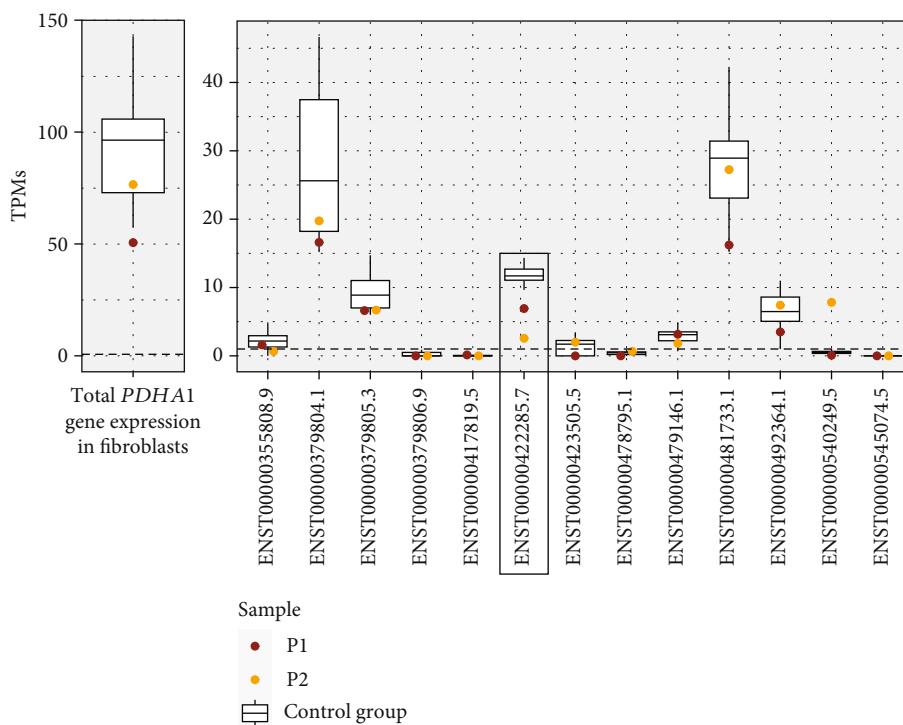 TPMs
150
100
50
0
Total PDHA1
gene expression
in fibroblasts
40
30
20
10
0
ENST00000355808.9
ENST00000379804.1
ENST00000379805.3
ENST00000379806.9
ENST00000417819.5
ENST00000422285.7
ENST00000423505.5
ENST00000478795.1
ENST00000479146.1
ENST00000481733.1
ENST00000492364.1
ENST00000540249.5
ENST00000545074.5
Sample
P1
P2
Control group